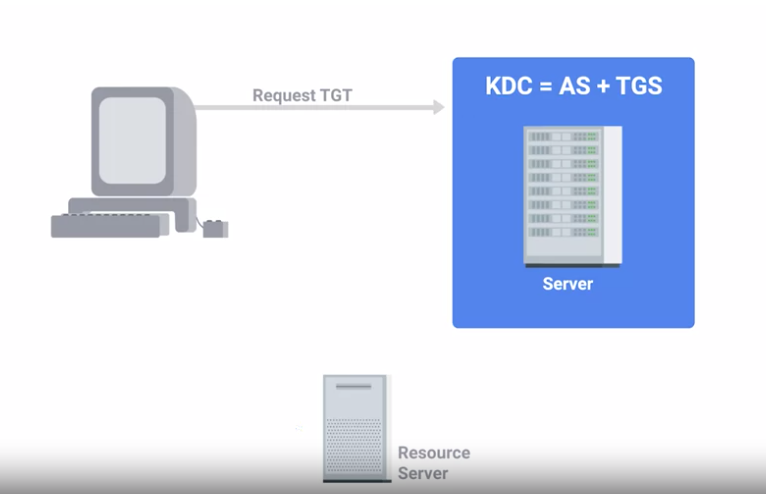 Request TGT
KDC = AS + TGS
Server
Resource
Server